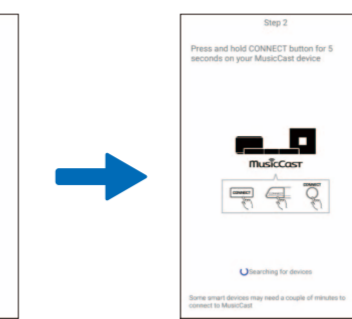 Step 2
Press and hold CONNECT button for 5
seconds on your MusicCast device
MusicCast
CONNECT
CONNECT
Searching for devices
Some smart devices may need a couple of minutes to
connect to MusicCast